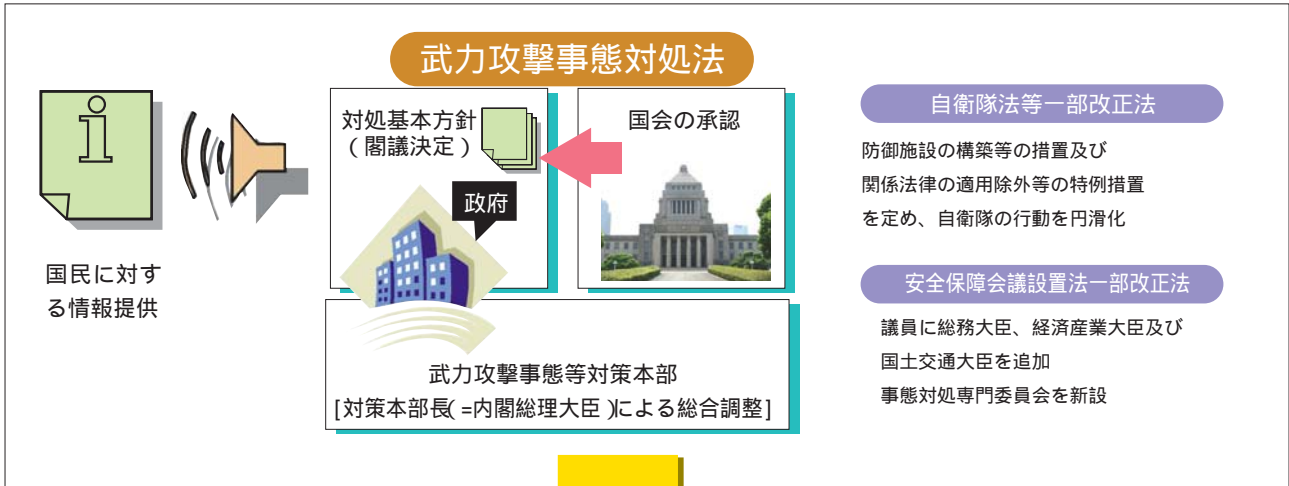 武力攻撃事態対処法
国民に対す
る情報提供
対処基本方針
（閣議決定）
政府
国会の承認
武力攻撃事態等対策本部
[対策本部長(=内閣総理大臣)による総合調整]
自衛隊法等一部改正法
防御施設の構築等の措置及び
関係法律の適用除外等の特例措置
を定め、自衛隊の行動を円滑化
安全保障会議設置法一部改正法
議員に総務大臣、経済産業大臣及び
国土交通大臣を追加
事態対処専門委員会を新設